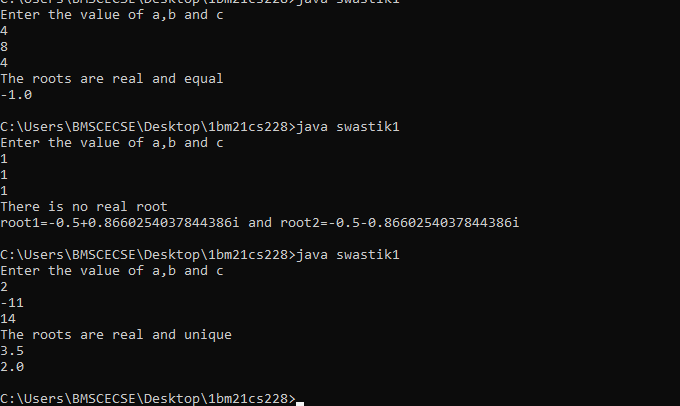 C:\Users\BMSCECSE\Desktop\1bm21cs228>java swastik1
Enter the value of a,b and c
4
8
4
The roots are real and equal
-1.0
C:\Users\BMSCECSE\Desktop\1bm21cs228>java swastik1
Enter the value of a,b and c
1
1
1
There is no real root
root1=-0.5+0.8660254037844386i and root2=-0.5-0.8660254037844386i
C:\Users\BMSCECSE\Desktop\1bm21cs228>java swastik1
Enter the value of a,b and c
2
-11
14
The roots are real and unique
3.5
2.0
C:\Users\BMSCECSE\Desktop\1bm21cs228>